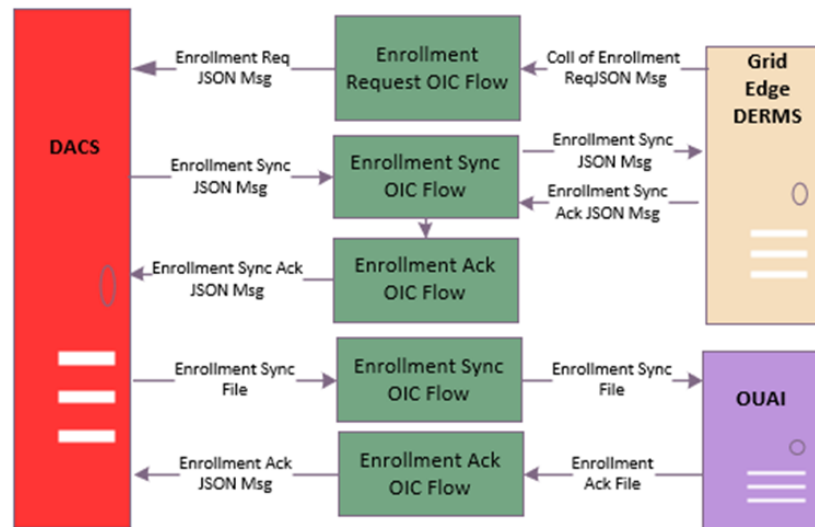 Enrollment Req
JSON Msg
Enrollment
Request OIC Flow
Coll of Enrollment
ReqJSON Msg
Grid
Edge
DERMS
DACS
Enrollment Sync
JSON Msg
Enrollment Sync
OIC Flow
Enrollment Sync
JSON Msg
Enrollment Sync
Ack JSON Msg
Enrollment Sync Ack
JSON Msg
Enrollment Ack
OIC Flow
Enrollment Sync
File
Enrollment Sync
OIC Flow
Enrollment Sync
File
OUAI
Enrollment Ack
JSON Msg
Enrollment Ack
OIC Flow
Enrollment
Ack File